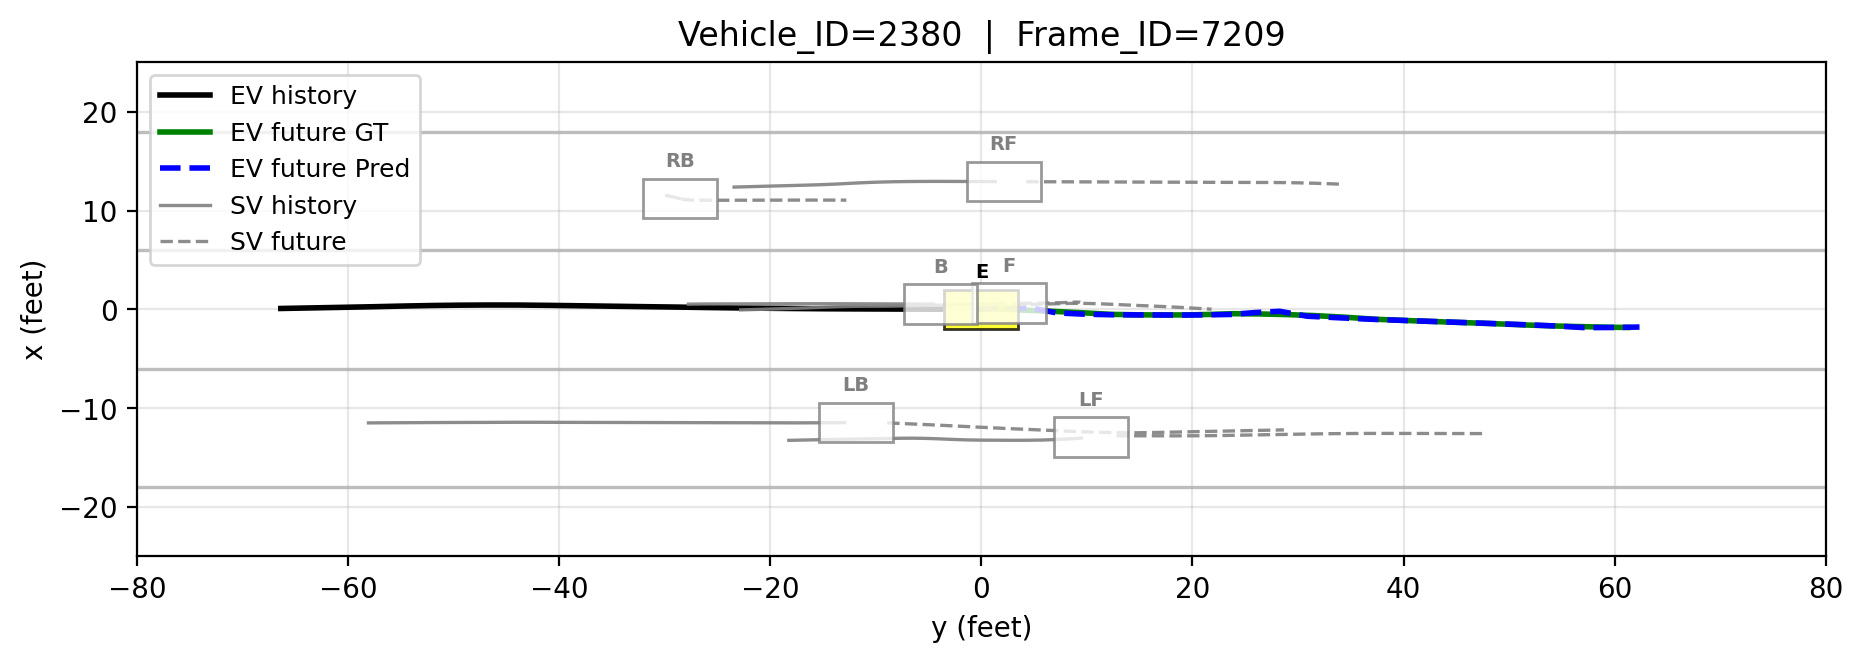 Vehicle_ID=2380 | Frame_ID=7209
EV history
EV future GT
EV future Pred
SV history
SV future
RB
RF
B
E
F
LB
LF
20
10
0
−10
−20
x (feet)
−80
−60
−40
−20
0
20
40
60
80
y (feet)